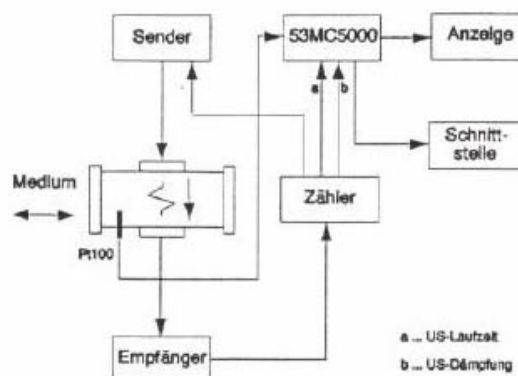 Sender
53MC5000
Anzeige
a
b
Schnitt-
stelle
Medium
Zähler
Pt100
Empfänger
a ... US-Laufzeit
b ... US-Dämpfung